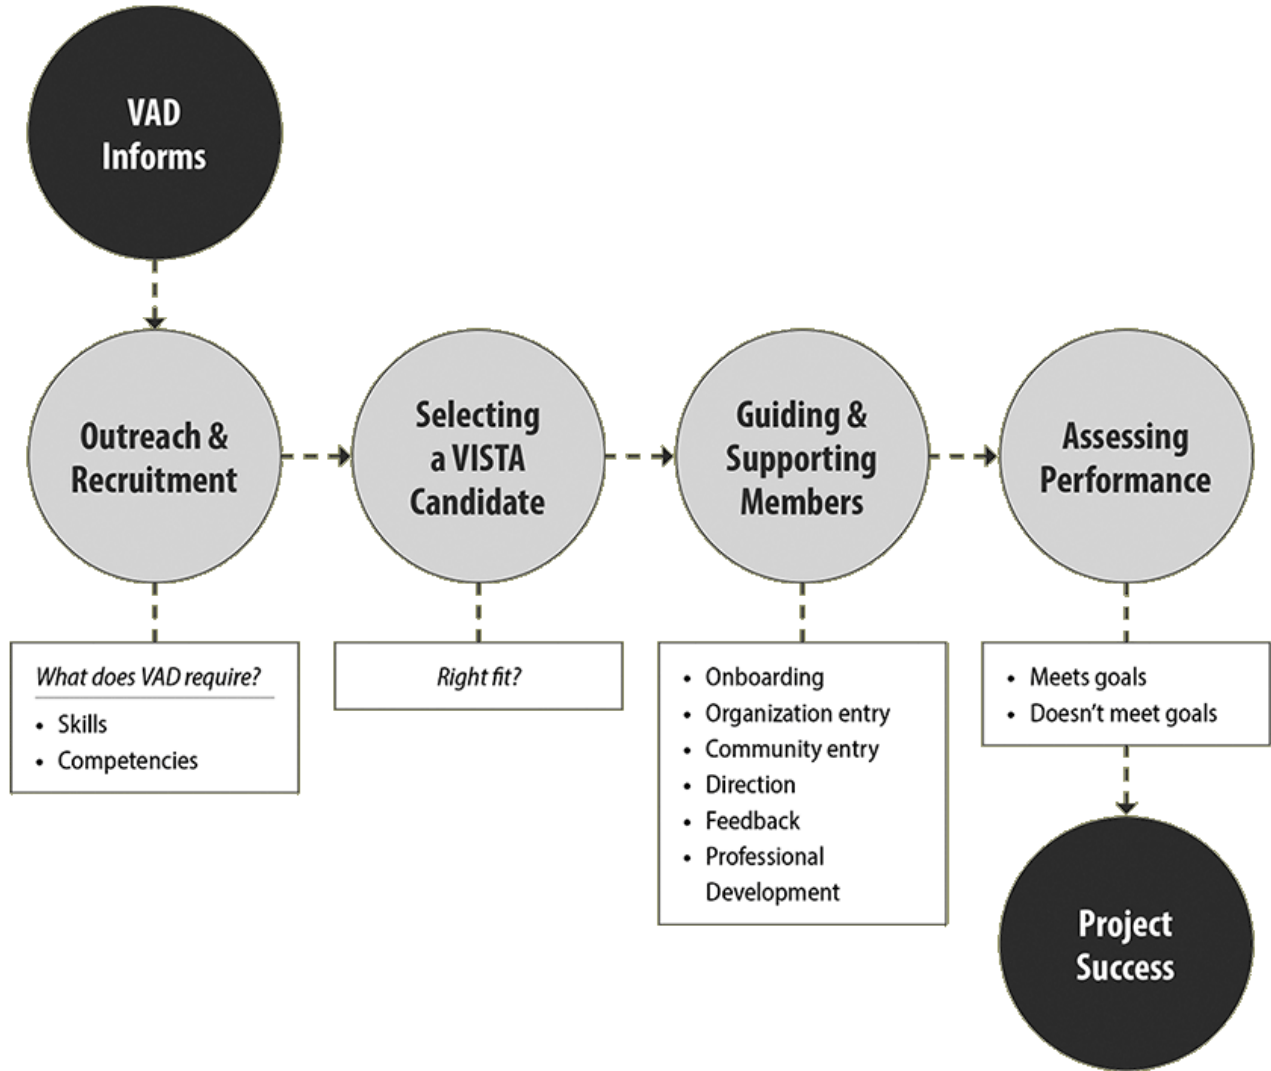 VAD
Informs
Outreach &
Recruitment
Selecting
a VISTA
Candidate
Guiding &
Supporting
Members
Assessing
Performance
What does VAD require?
• Skills
• Competencies
Right fit?
• Onboarding
• Organization entry
• Community entry
• Direction
• Feedback
• Professional
Development
• Meets goals
• Doesn’t meet goals
Project
Success